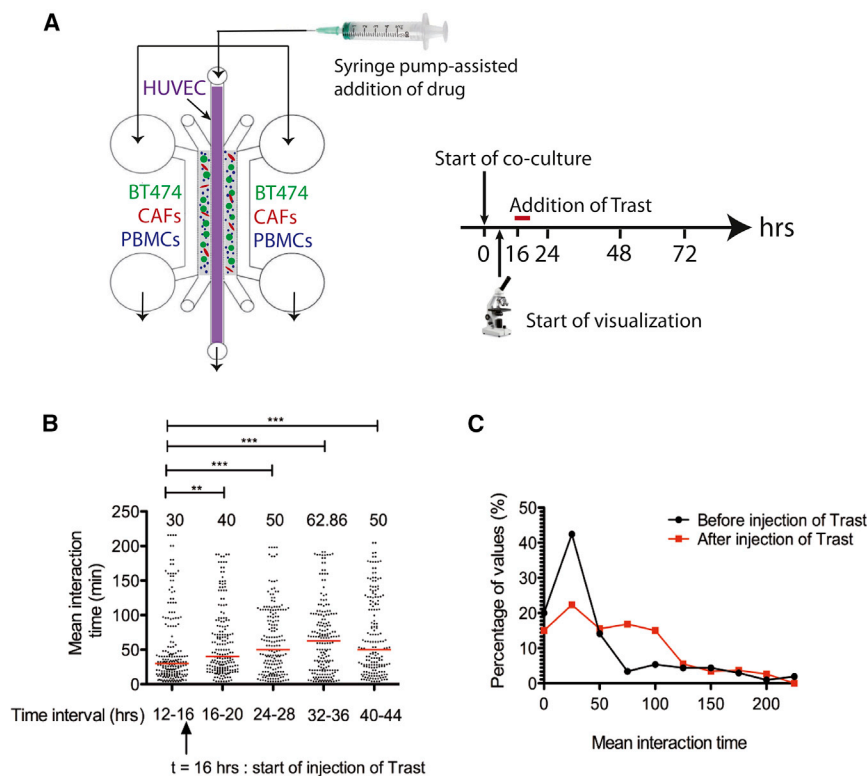 A
Syringe pump-assisted
addition of drug
HUVEC
BT474
CAFs
PBMCs
BT474
CAFs
PBMCs
Start of co-culture
Addition of Trast
hrs
0 16 24 48 72
Start of visualization
B
***
***
***
**
Mean interaction
time (min)
250
200
150
100
50
0
30 40 50 62.86 50
Time interval (hrs) 12-16 16-20 24-28 32-36 40-44
t = 16 hrs : start of injection of Trast
C
Percentage of values (%)
50
40
30
20
10
0
Before injection of Trast
After injection of Trast
0 50 100 150 200
Mean interaction time